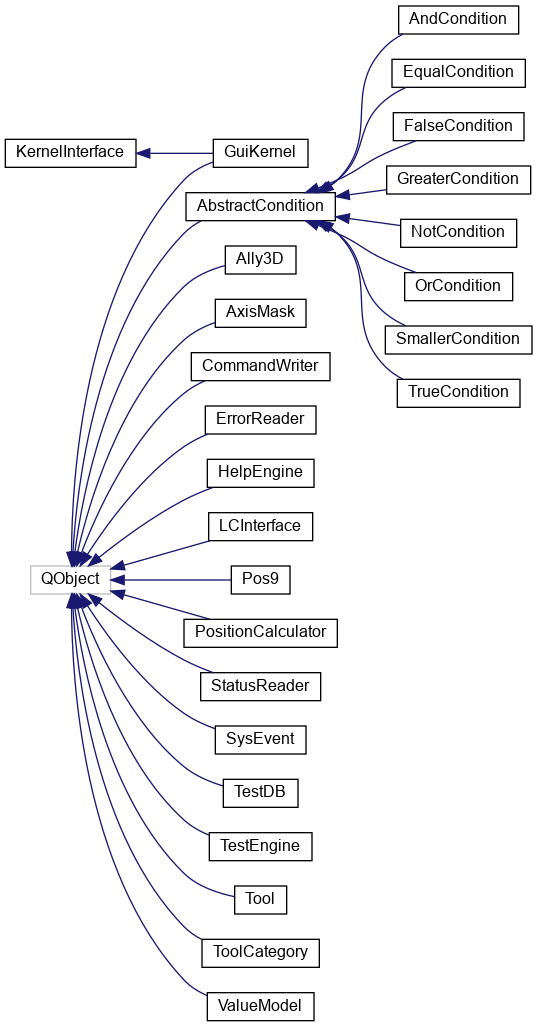 AndCondition
EqualCondition
FalseCondition
KernelInterface
GuiKernel
GreaterCondition
AbstractCondition
NotCondition
Ally3D
OrCondition
AxisMask
SmallerCondition
CommandWriter
TrueCondition
ErrorReader
HelpEngine
LCInterface
QObject
Pos9
PositionCalculator
StatusReader
SysEvent
TestDB
TestEngine
Tool
ToolCategory
ValueModel